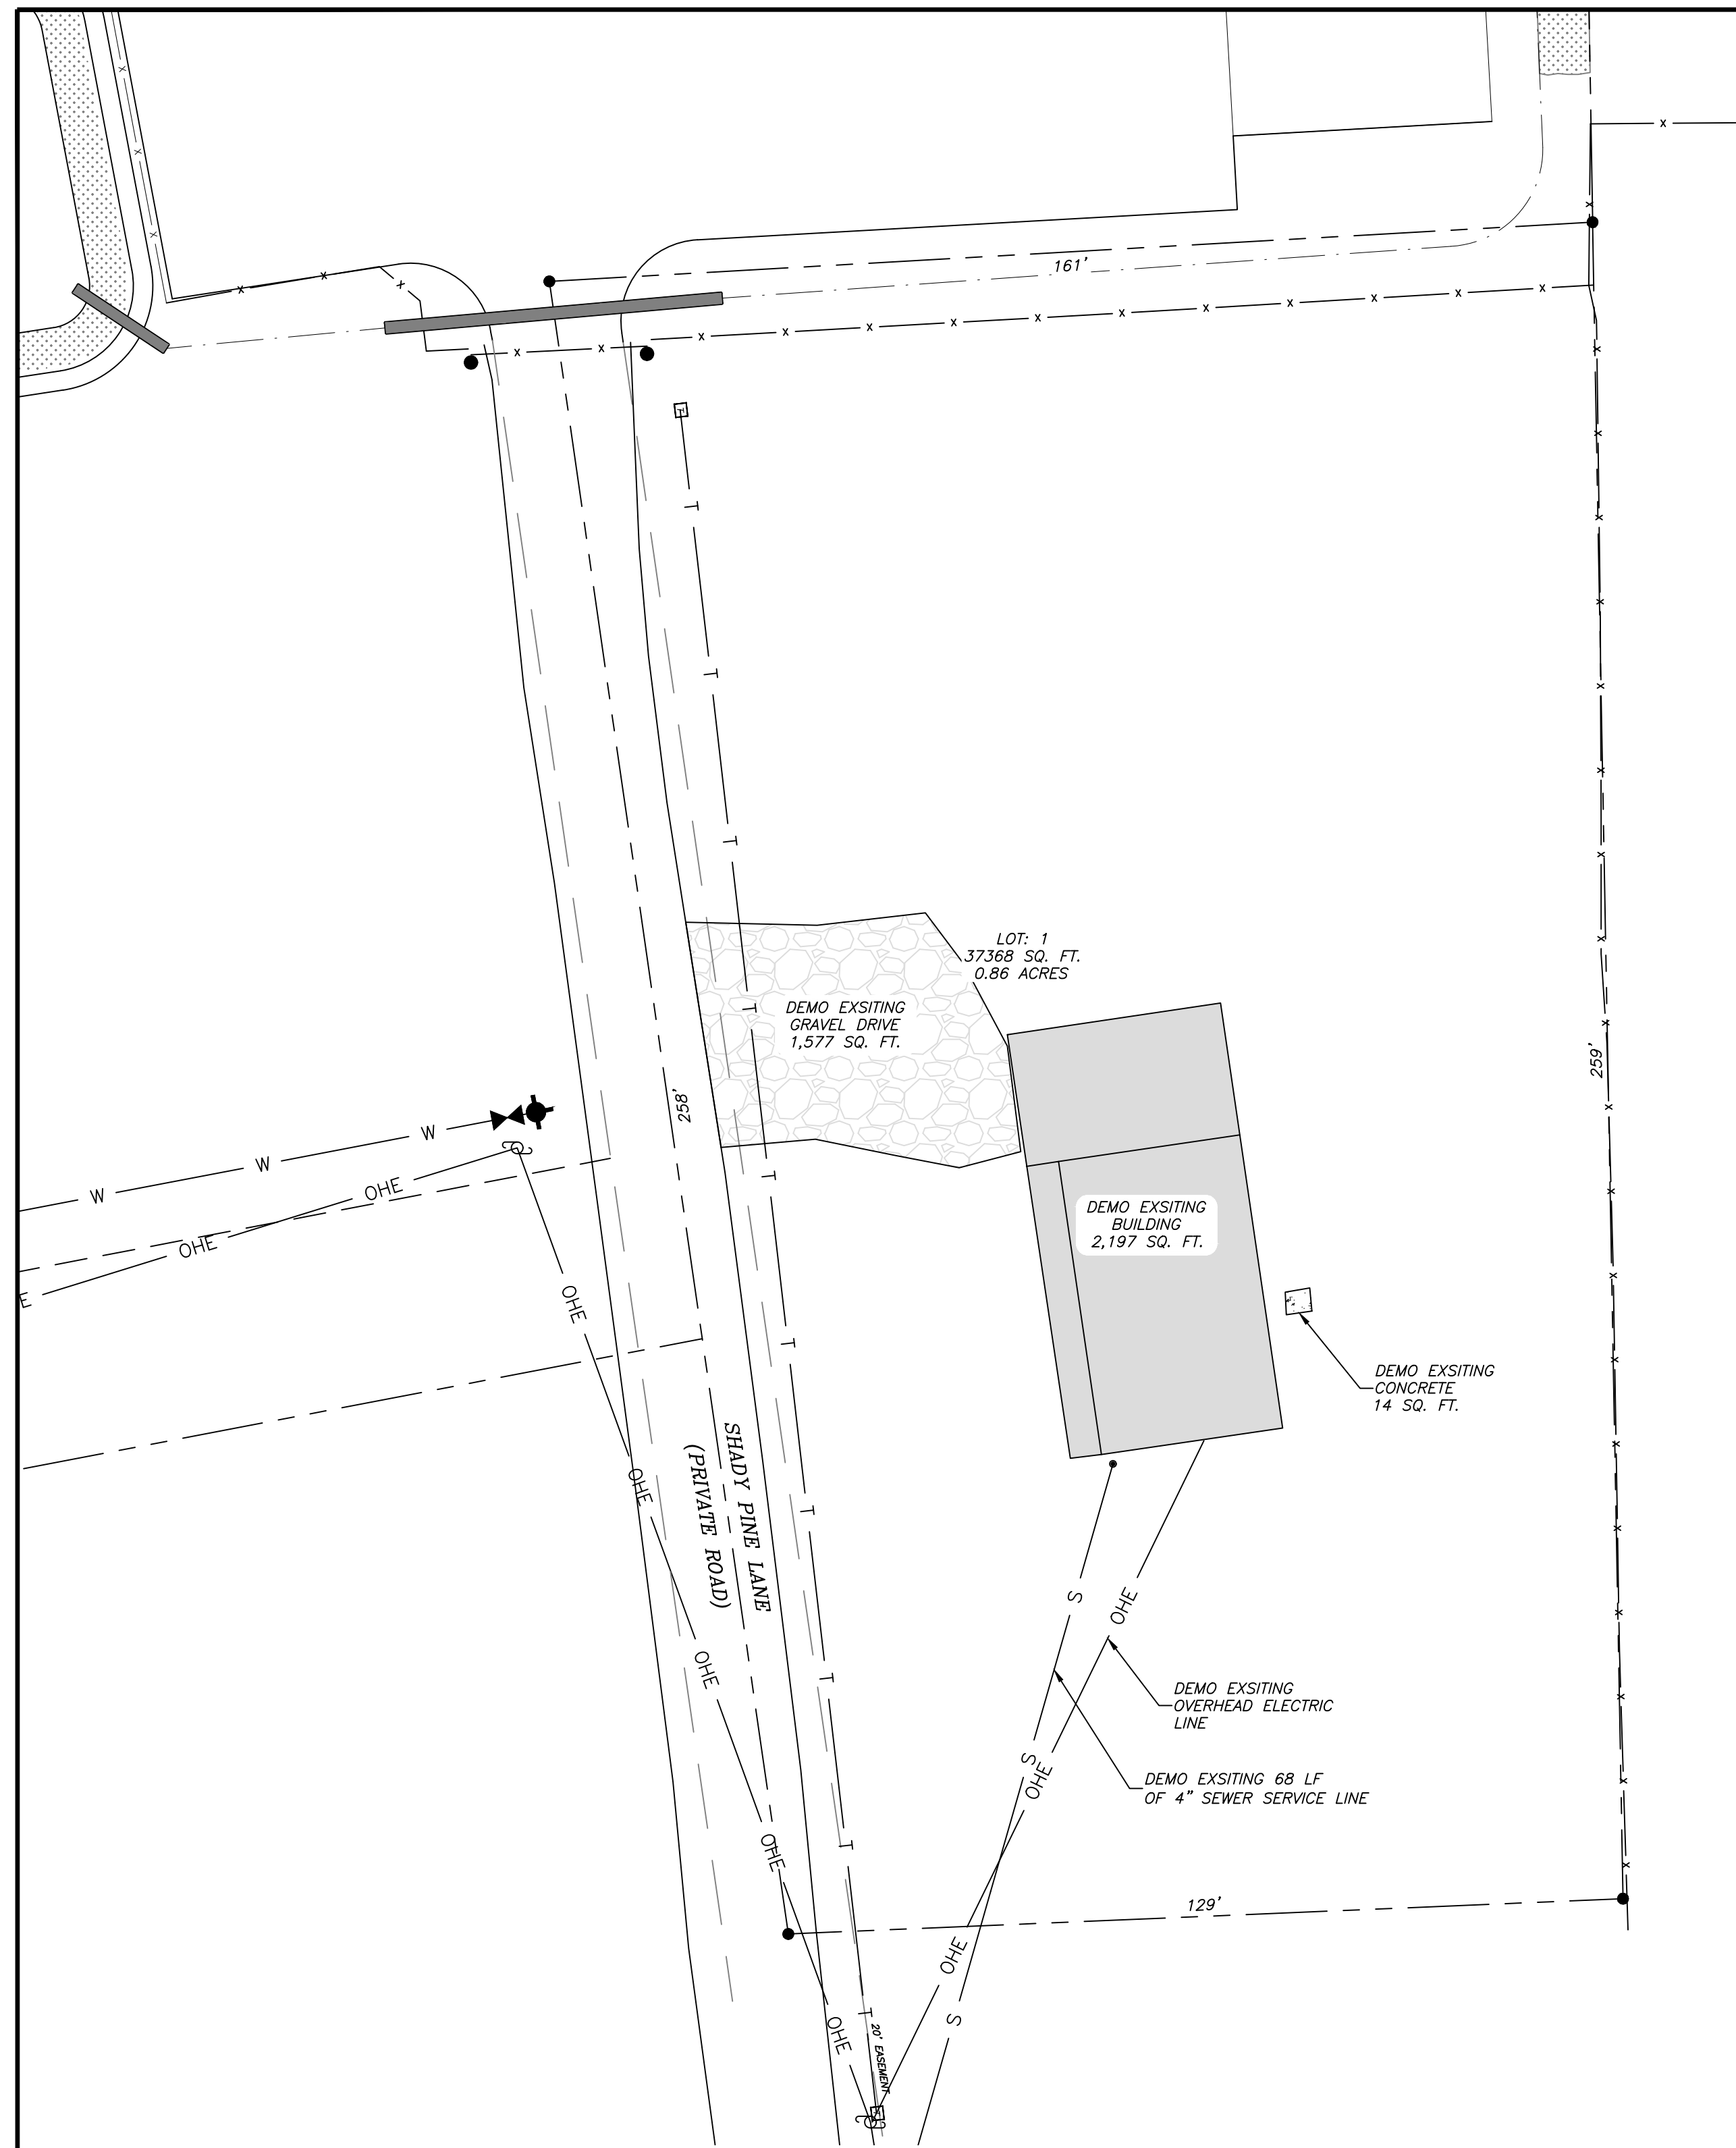 161'
LOT: 1
37368 SQ. FT.
0.86 ACRES
DEMO EXSITING
GRAVEL DRIVE
1,577 SQ. FT.
258'
259'
W
W
W
OHE
OHE
E
DEMO EXSITING
BUILDING
2,197 SQ. FT.
OHE
DEMO EXSITING
CONCRETE
14 SQ. FT.
SHADY PINE LANE
(PRIVATE ROAD)
OHE
S
OHE
OHE
DEMO EXSITING
OVERHEAD ELECTRIC
LINE
S
OHE
DEMO EXSITING 68 LF
OF 4" SEWER SERVICE LINE
OHE
129'
OHE
S
OHE
20' EASEMENT
T
T
T
T
T
T
T
T
T
T